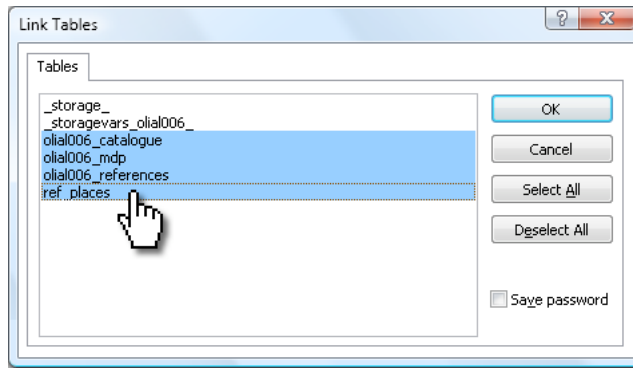 Link Tables
Tables
_storage_
_storagevars_olial006_
olial006_catalogue
olial006_mdp
olial006_references
ref_places
OK
Cancel
Select All
Deselect All
Save password